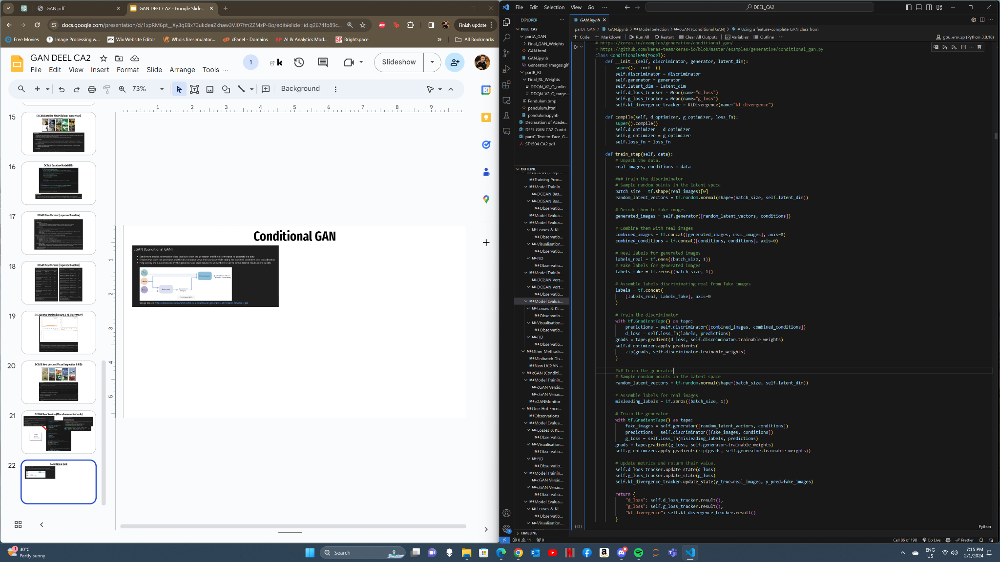 GAN.pdf
GAN DEEL CA2 - Google Slides
docs.google.com/presentation/d/1xpRM6pt__Xy3gEBx73ukdeaZxhaw3VJ07fm2ZMzP-Bo/edit#slide=id.g2674fb89c...
Finish update
Free Movies
Image Processing w...
Wix Website Editor
Whois firesimulator...
cPanel - Domains
AI & Analytics Mod...
Brightspace
All Bookmarks
GAN DEEL CA2
File Edit View Insert Format Slide Arrange Tools ...
1
Slideshow
73%
Background
15
DCGAN Baseline Model (Visual Inspection)
16
DCGAN Baseline Model (FID)
17
DCGAN New Version (Improved Baseline)
18
DCGAN New Version (Improved Baseline)
19
DCGAN New Version (Losses & KL Divergence)
20
DCGAN New Version (Visual Inspection & FID)
21
DCGAN New Version (Miscellaneous Methods)
22
Conditional GAN
1 2 3 4 5 6 7 8 9
1
2
3
4
5
Conditional GAN
cGAN (Conditional GAN)
Send more precise information (class labels) to both the generator and the discriminator to generate the data
Ensures that both the generator and the discriminator serve their purpose while taking the specified conditions into consideration
Help specify the data produced by the generator and discriminator to allow them to arrive at the desired results more quickly
Conditional GAN
File Edit Selection View Go ...
DEEL_CA2
EXPLORER
DEEL_CA2
partA_GAN
Final_GAN_Weights
GAN.html
GAN.ipynb
Generated_Images.gif
partB_RL
Final_RL_Weights
DDQN_V2_Q_onlin...
DDQN_V2_Q_targe...
Pendulum.bmp
pendulum.html
pendulum.ipynb
Declaration of Acade...
DEEL GAN CA2 Contri...
partC_Text-to-Face_G...
ST1504 CA2.pdf
OUTLINE
DCGAN (Deep ...
Training Proc...
Model Trainin...
DCGAN Bas...
DCGAN Bas...
Observatio...
Model Evalua...
Model Evalua...
Losses & KL ...
Observatio...
Visualisation...
Observatio...
FID
Observatio...
Model Trainin...
DCGAN Vers...
DCGAN Vers...
Observatio...
Model Evalua...
Losses & KL ...
Observatio...
Visualisation...
Observatio...
FID
Observatio...
Other Methods...
Minibatch Dis...
New DCGAN ...
cGAN (Conditi...
Model Trainin...
cGAN Versio...
cGAN Versio...
cGANMonitor
One-Hot Enco...
Observations
Model Evalua...
Losses & KL ...
Observatio...
Visualisation...
Observatio...
FID
Observatio...
Model Trainin...
cGAN Versio...
cGAN Versio...
Observatio...
Model Evalua...
Losses & KL ...
Observatio...
Visualisation...
TIMELINE
GAN.ipynb
partA_GAN > GAN.ipynb > Model Selection > cGAN (Conditional GAN) > # Using a feature-complete GAN class from
+ Code + Markdown Run All Restart Clear All Outputs Variables Outline ...
gpu_env_sp (Python 3.8.18)
# https://keras.io/examples/generative/conditional_gan/
# https://github.com/keras-team/keras-io/blob/master/examples/generative/conditional_gan.py
class ConditionalGAN(Model):
def __init__(self, discriminator, generator, latent_dim):
super().__init__()
self.discriminator = discriminator
self.generator = generator
self.latent_dim = latent_dim
self.d_loss_tracker = Mean(name="d_loss")
self.g_loss_tracker = Mean(name="g_loss")
self.kl_divergence_tracker = KLDivergence(name="kl_divergence")
def compile(self, d_optimizer, g_optimizer, loss_fn):
super().compile()
self.d_optimizer = d_optimizer
self.g_optimizer = g_optimizer
self.loss_fn = loss_fn
def train_step(self, data):
# Unpack the data.
real_images, conditions = data
### Train the discriminator
# Sample random points in the latent space
batch_size = tf.shape(real_images)[0]
random_latent_vectors = tf.random.normal(shape=(batch_size, self.latent_dim))
# Decode them to fake images
generated_images = self.generator([random_latent_vectors, conditions])
# Combine them with real images
combined_images = tf.concat([generated_images, real_images], axis=0)
combined_conditions = tf.concat([conditions, conditions], axis=0)
# Real labels for generated images
labels_real = tf.ones((batch_size, 1))
# Fake labels for generated images
labels_fake = tf.zeros((batch_size, 1))
# Assemble labels discriminating real from fake images
labels = tf.concat(
[labels_real, labels_fake], axis=0
)
# Train the discriminator
with tf.GradientTape() as tape:
predictions = self.discriminator([combined_images, combined_conditions])
d_loss = self.loss_fn(labels, predictions)
grads = tape.gradient(d_loss, self.discriminator.trainable_weights)
self.d_optimizer.apply_gradients(
zip(grads, self.discriminator.trainable_weights)
)
### Train the generator
# Sample random points in the latent space
random_latent_vectors = tf.random.normal(shape=(batch_size, self.latent_dim))
# Assemble labels for real images
misleading_labels = tf.zeros((batch_size, 1))
# Train the generator
with tf.GradientTape() as tape:
fake_images = self.generator([random_latent_vectors, conditions])
predictions = self.discriminator([fake_images, conditions])
g_loss = self.loss_fn(misleading_labels, predictions)
grads = tape.gradient(g_loss, self.generator.trainable_weights)
self.g_optimizer.apply_gradients(zip(grads, self.generator.trainable_weights))
# Update metrics and return their value.
self.d_loss_tracker.update_state(d_loss)
self.g_loss_tracker.update_state(g_loss)
self.kl_divergence_tracker.update_state(y_true=real_images, y_pred=fake_images)
return {
"d_loss": self.d_loss_tracker.result(),
"g_loss": self.g_loss_tracker.result(),
"kl_divergence": self.kl_divergence_tracker.result()
}
[43]
Python
0 11 0
Cell 86 of 198 Go Live Prettier
30°C
Partly sunny
Search
ENG
US
7:15 PM
2/1/2024